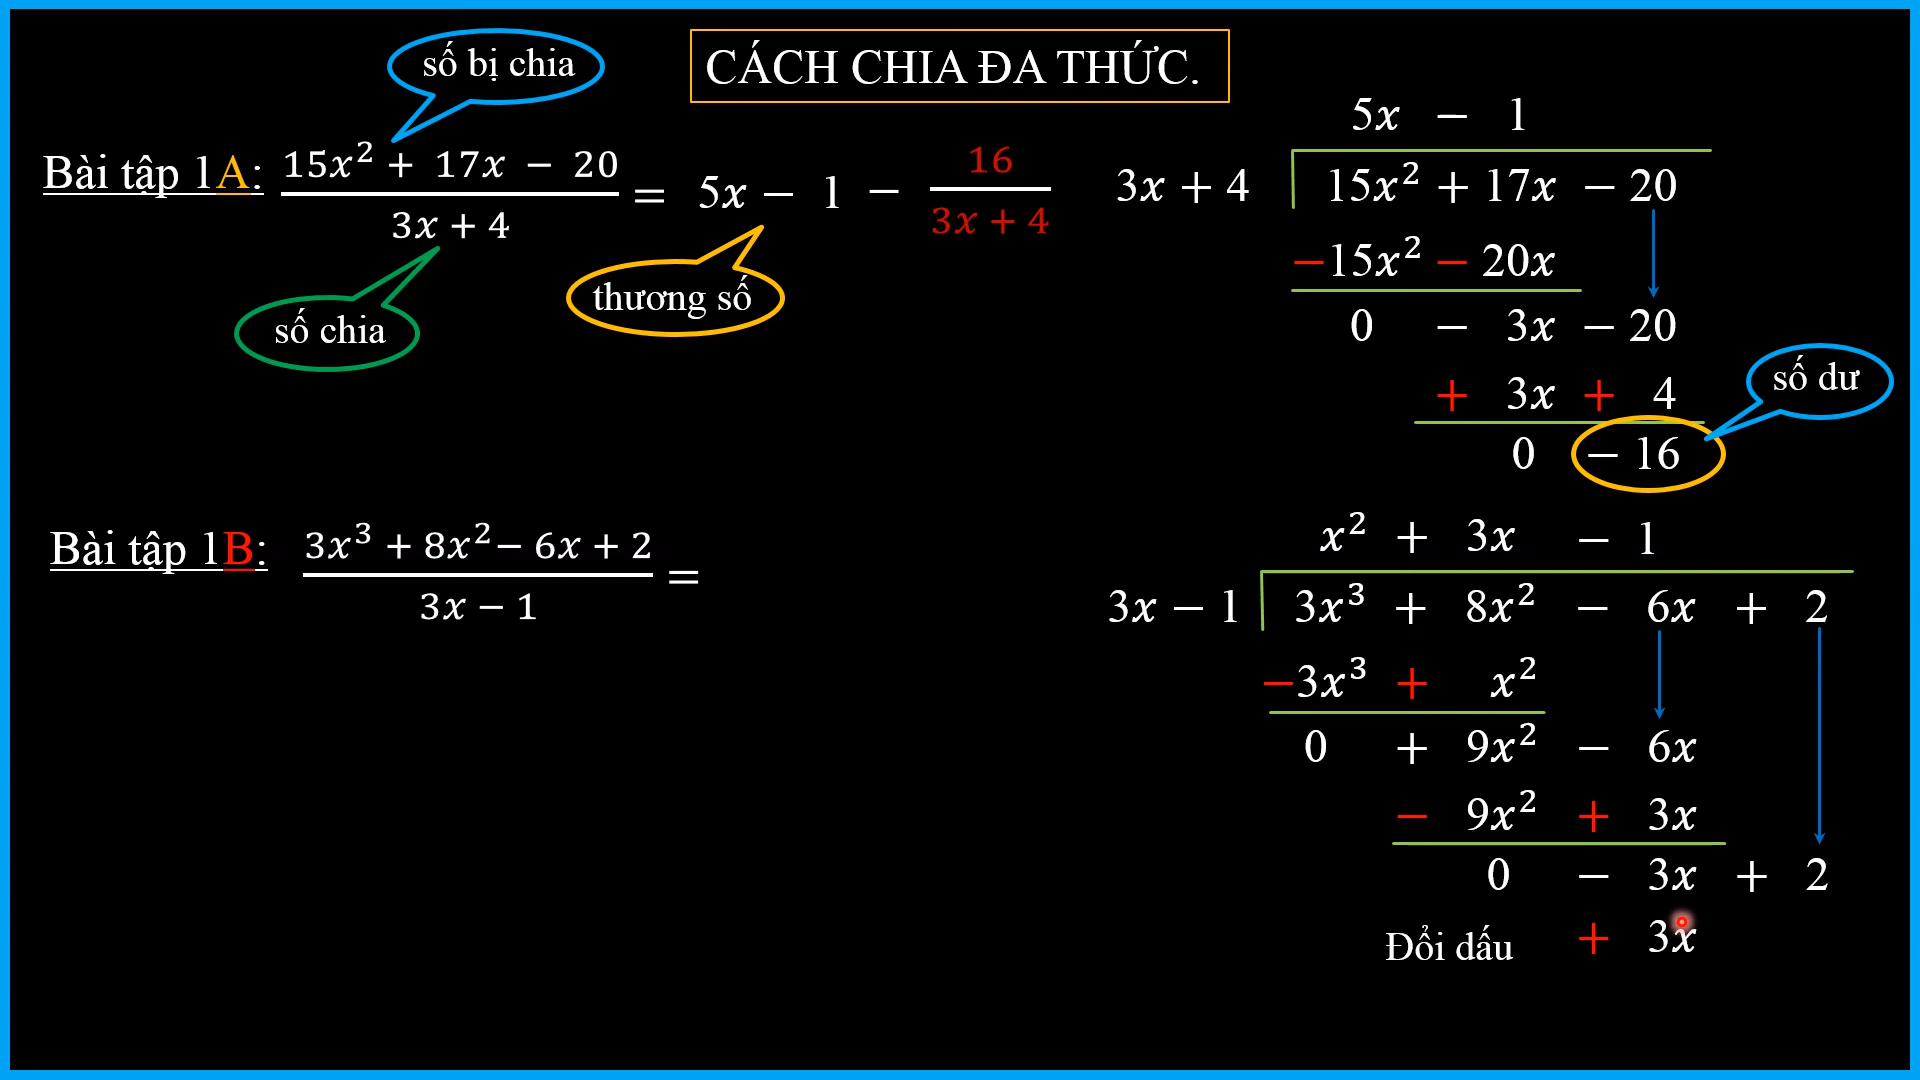 CÁCH CHIA ĐA THỨC.
số bị chia
Bài tập 1A: (15x² + 17x − 20)/(3x + 4) = 5x − 1 − 16/(3x + 4)
số chia
thương số
5x − 1
3x + 4 15x² + 17x − 20
−15x² − 20x
0 − 3x − 20
+ 3x + 4
0 − 16
số dư
Bài tập 1B: (3x³ + 8x² − 6x + 2)/(3x − 1) =
x² + 3x − 1
3x − 1 3x³ + 8x² − 6x + 2
−3x³ + x²
0 + 9x² − 6x
− 9x² + 3x
0 − 3x + 2
Đổi dấu + 3x